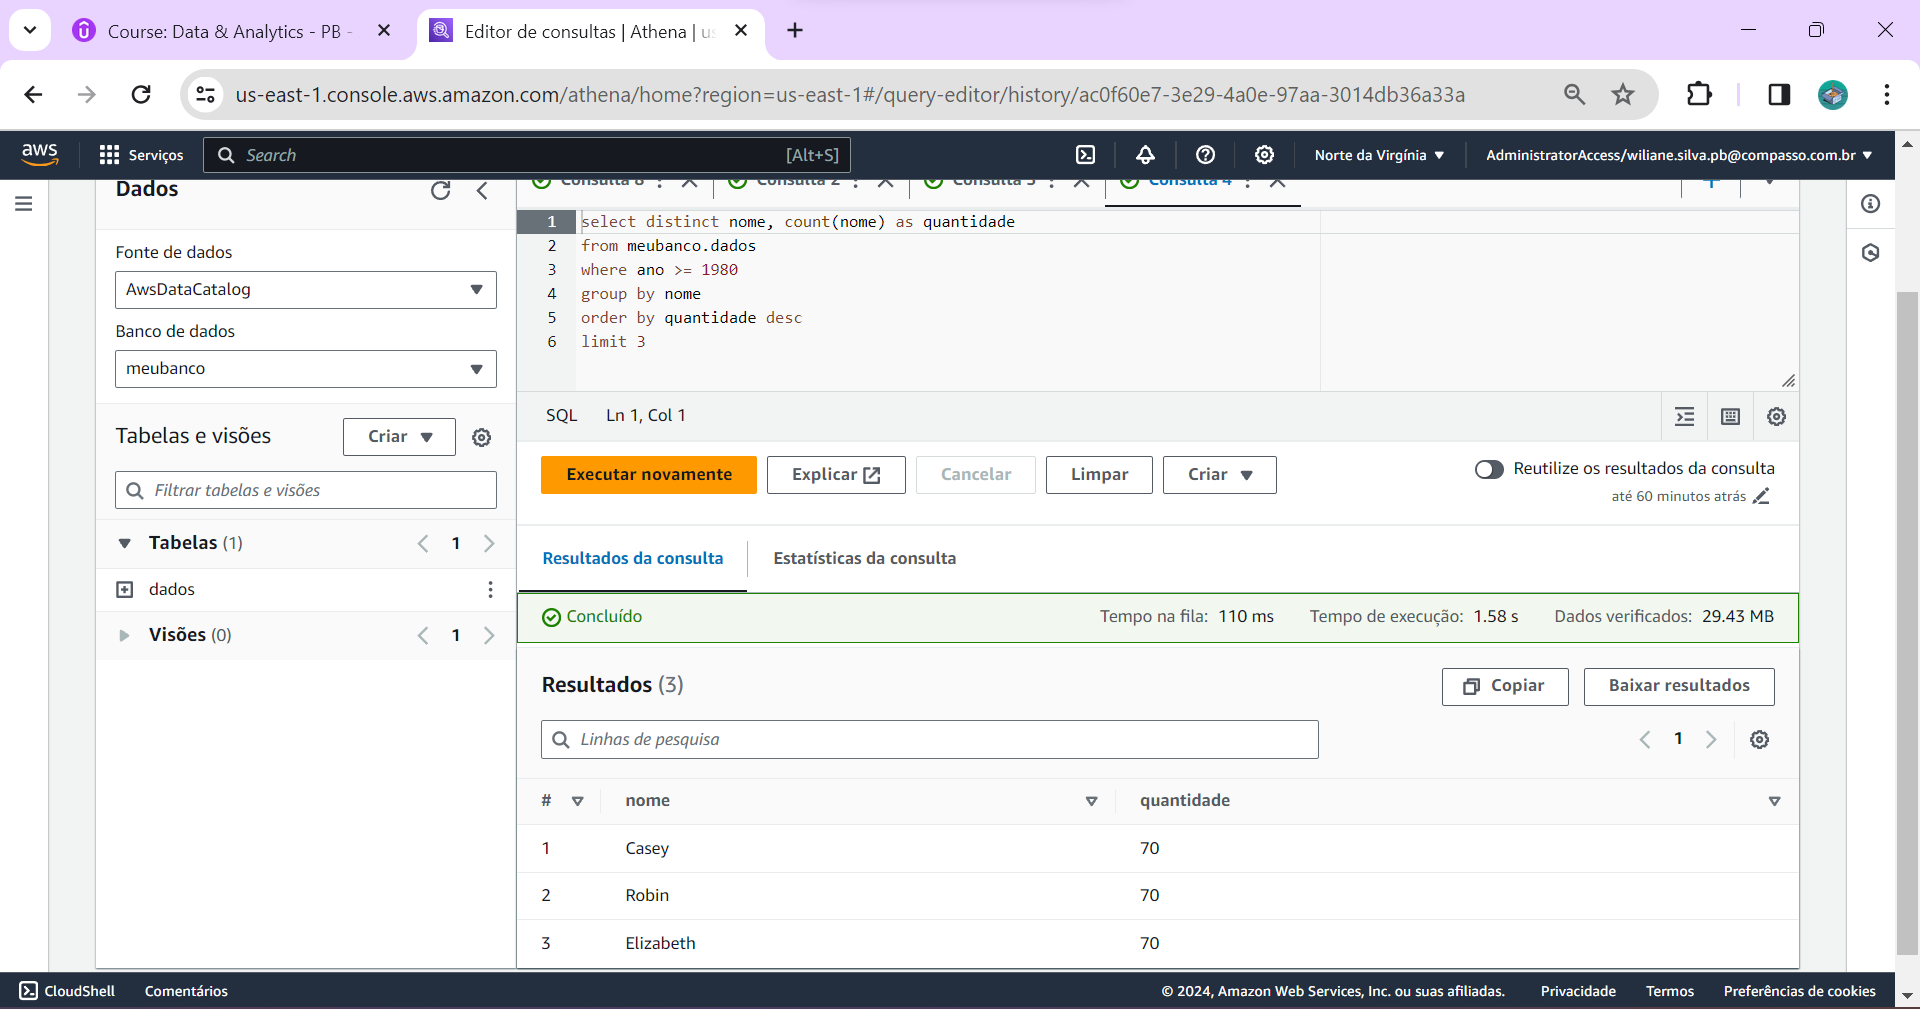 Course: Data & Analytics - PB -
Editor de consultas | Athena | us
us-east-1.console.aws.amazon.com/athena/home?region=us-east-1#/query-editor/history/ac0f60e7-3e29-4a0e-97aa-3014db36a33a
aws
Serviços
Search
[Alt+S]
Norte da Virgínia
AdministratorAccess/wiliane.silva.pb@compasso.com.br
Dados
Consulta 8
Consulta 2
Consulta 3
Consulta 4
Fonte de dados
AwsDataCatalog
Banco de dados
meubanco
Tabelas e visões
Criar
Filtrar tabelas e visões
Tabelas (1)
1
dados
Visões (0)
1
1 select distinct nome, count(nome) as quantidade
2 from meubanco.dados
3 where ano >= 1980
4 group by nome
5 order by quantidade desc
6 limit 3
SQL Ln 1, Col 1
Executar novamente
Explicar
Cancelar
Limpar
Criar
Reutilize os resultados da consulta
até 60 minutos atrás
Resultados da consulta
Estatísticas da consulta
Concluído
Tempo na fila: 110 ms
Tempo de execução: 1.58 s
Dados verificados: 29.43 MB
Resultados (3)
Copiar
Baixar resultados
Linhas de pesquisa
1
# nome quantidade
1 Casey 70
2 Robin 70
3 Elizabeth 70
CloudShell
Comentários
© 2024, Amazon Web Services, Inc. ou suas afiliadas.
Privacidade
Termos
Preferências de cookies